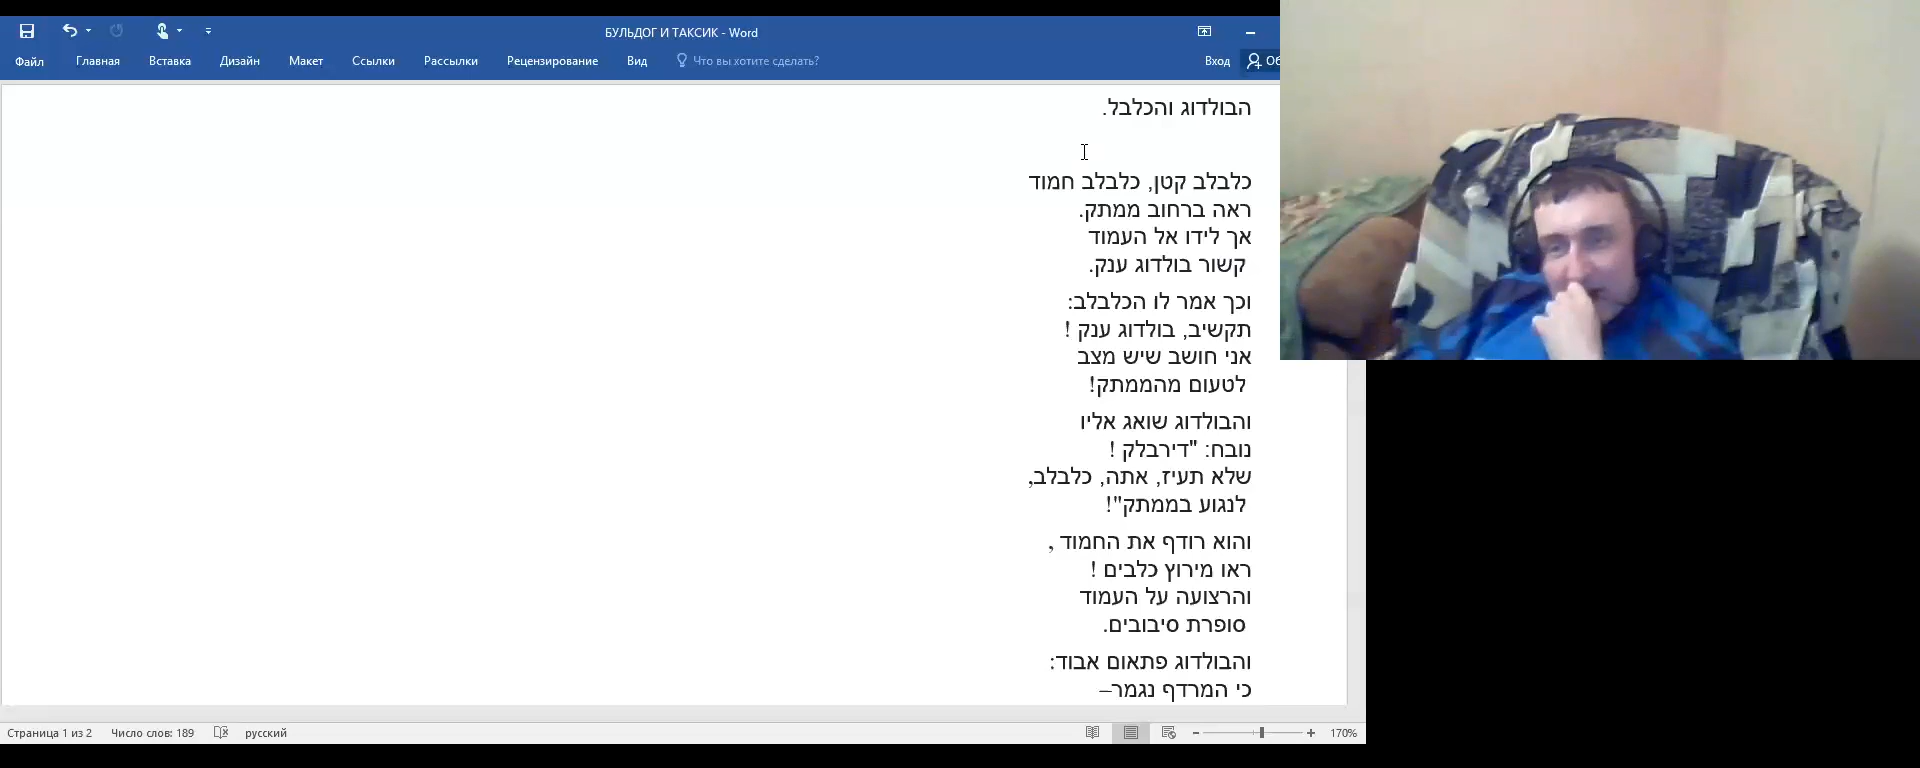 БУЛЬДОГ И ТАКСИК - Word
Файл Главная Вставка Дизайн Макет Ссылки Рассылки Рецензирование Вид Что вы хотите сделать? Вход Об
הבולדוג והכלבל.
כלבלב קטן, כלבלב חמוד
ראה ברחוב ממתק.
אך לידו אל העמוד
קשור בולדוג ענק.
וכך אמר לו הכלבלב:
תקשיב, בולדוג ענק !
אני חושב שיש מצב
לטעום מהממתק!
והבולדוג שואג אליו
נובח: "דירבלק !
שלא תעיז, אתה, כלבלב,
לנגוע בממתק"!
והוא רודף את החמוד ,
ראו מירוץ כלבים !
והרצועה על העמוד
סופרת סיבובים.
והבולדוג פתאום אבוד:
כי המרדף נגמר–
Страница 1 из 2 Число слов: 189 русский 170%